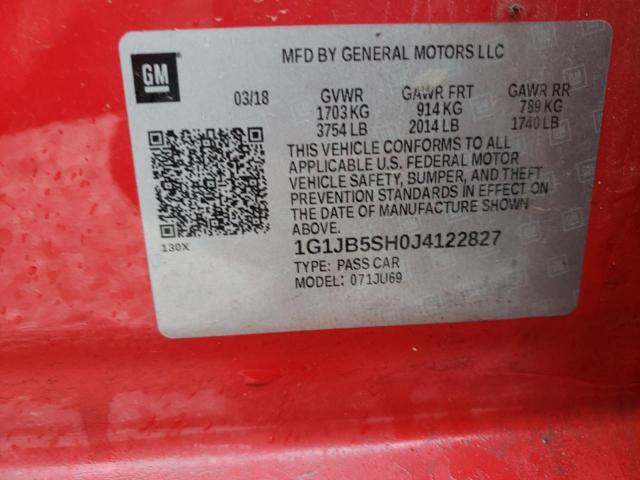 GM
MFD BY GENERAL MOTORS LLC
03/18 GVWR GAWR FRT GAWR RR
1703 KG 914 KG 789 KG
3754 LB 2014 LB 1740 LB
THIS VEHICLE CONFORMS TO ALL
APPLICABLE U.S. FEDERAL MOTOR
VEHICLE SAFETY, BUMPER, AND THEFT
PREVENTION STANDARDS IN EFFECT ON
THE DATE OF MANUFACTURE SHOWN
ABOVE.
130X
1G1JB5SH0J4122827
TYPE: PASS CAR
MODEL: 071JU69